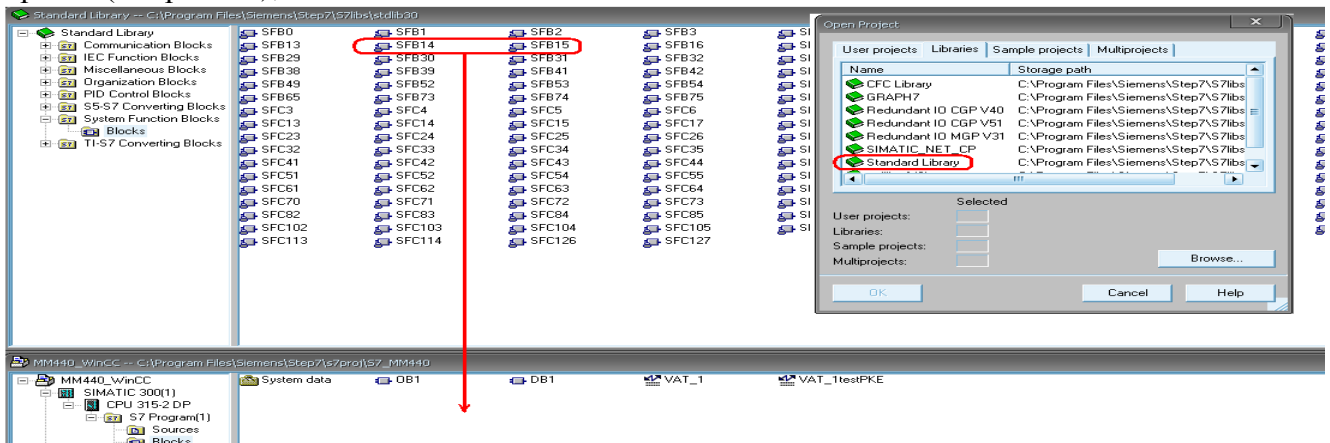 Standard Library -- C:\Program Files\Siemens\Step7\S7libs\stdlib30
Standard Library
Communication Blocks
IEC Function Blocks
Miscellaneous Blocks
Organization Blocks
PID Control Blocks
S5-S7 Converting Blocks
System Function Blocks
Blocks
TI-S7 Converting Blocks
SFB0 SFB1 SFB2 SFB3
SFB13 SFB14 SFB15 SFB16
SFB29 SFB30 SFB31 SFB32
SFB38 SFB39 SFB41 SFB42
SFB49 SFB52 SFB53 SFB54
SFB65 SFB73 SFB74 SFB75
SFC3 SFC4 SFC5 SFC6
SFC13 SFC14 SFC15 SFC17
SFC23 SFC24 SFC25 SFC26
SFC32 SFC33 SFC34 SFC35
SFC41 SFC42 SFC43 SFC44
SFC51 SFC52 SFC54 SFC55
SFC61 SFC62 SFC63 SFC64
SFC70 SFC71 SFC72 SFC73
SFC82 SFC83 SFC84 SFC85
SFC102 SFC103 SFC104 SFC105
SFC113 SFC114 SFC126 SFC127
Open Project
User projects Libraries Sample projects Multiprojects
Name Storage path
CFC Library C:\Program Files\Siemens\Step7\S7libs
GRAPH7 C:\Program Files\Siemens\Step7\S7libs
Redundant IO CGP V40 C:\Program Files\Siemens\Step7\S7libs
Redundant IO CGP V51 C:\Program Files\Siemens\Step7\S7libs
Redundant IO MGP V31 C:\Program Files\Siemens\Step7\S7libs
SIMATIC_NET_CP C:\Program Files\Siemens\Step7\S7libs
Standard Library C:\Program Files\Siemens\Step7\S7libs
Selected
User projects:
Libraries:
Sample projects:
Multiprojects:
Browse...
OK Cancel Help
MM440_WinCC -- C:\Program Files\Siemens\Step7\s7proj\S7_MM440
MM440_WinCC
SIMATIC 300(1)
CPU 315-2 DP
S7 Program(1)
Sources
Blocks
System data OB1 DB1 VAT_1 VAT_1testPKE